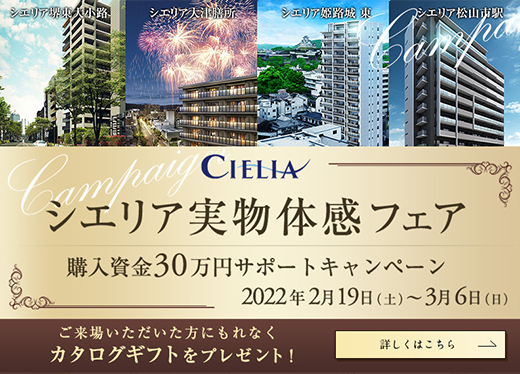 シエリア堺東大小路
シエリア大津膳所
シエリア姫路城 東
シエリア松山市駅
Campai
Campaign
CIELIA
シエリア実物体感フェア
購入資金30万円サポートキャンペーン
2022年2月19日(土)～3月6日(日)
ご来場いただいた方にもれなく
カタログギフトをプレゼント!
詳しくはこちら